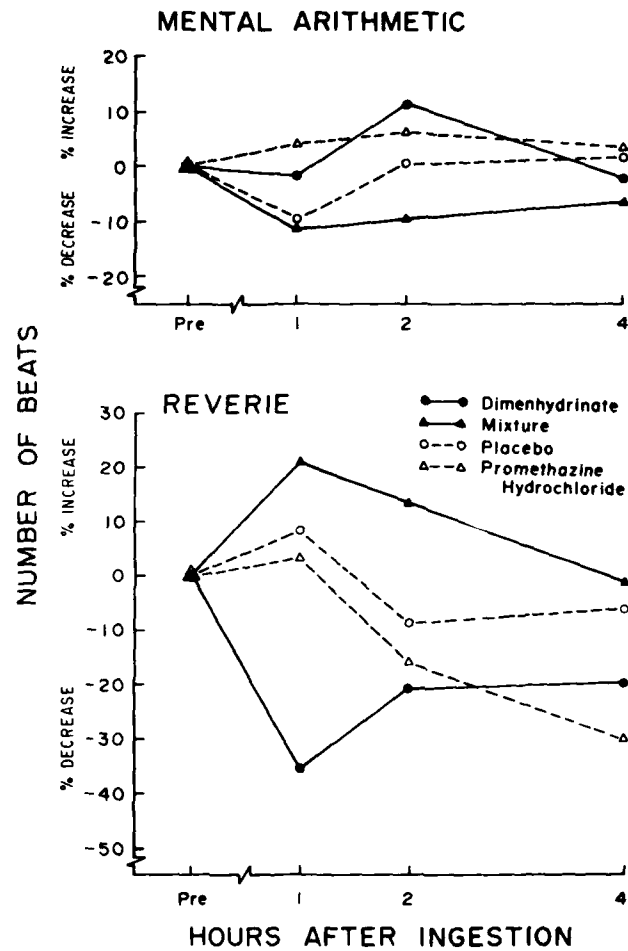 MENTAL ARITHMETIC
20
10
0
-10
-20
% INCREASE
% DECREASE
Pre
1
2
4
NUMBER OF BEATS
REVERIE
Dimenhydrinate
Mixture
Placebo
Promethazine
Hydrochloride
30
20
10
0
-10
-20
-30
-40
-50
% INCREASE
% DECREASE
Pre
1
2
4
HOURS AFTER INGESTION